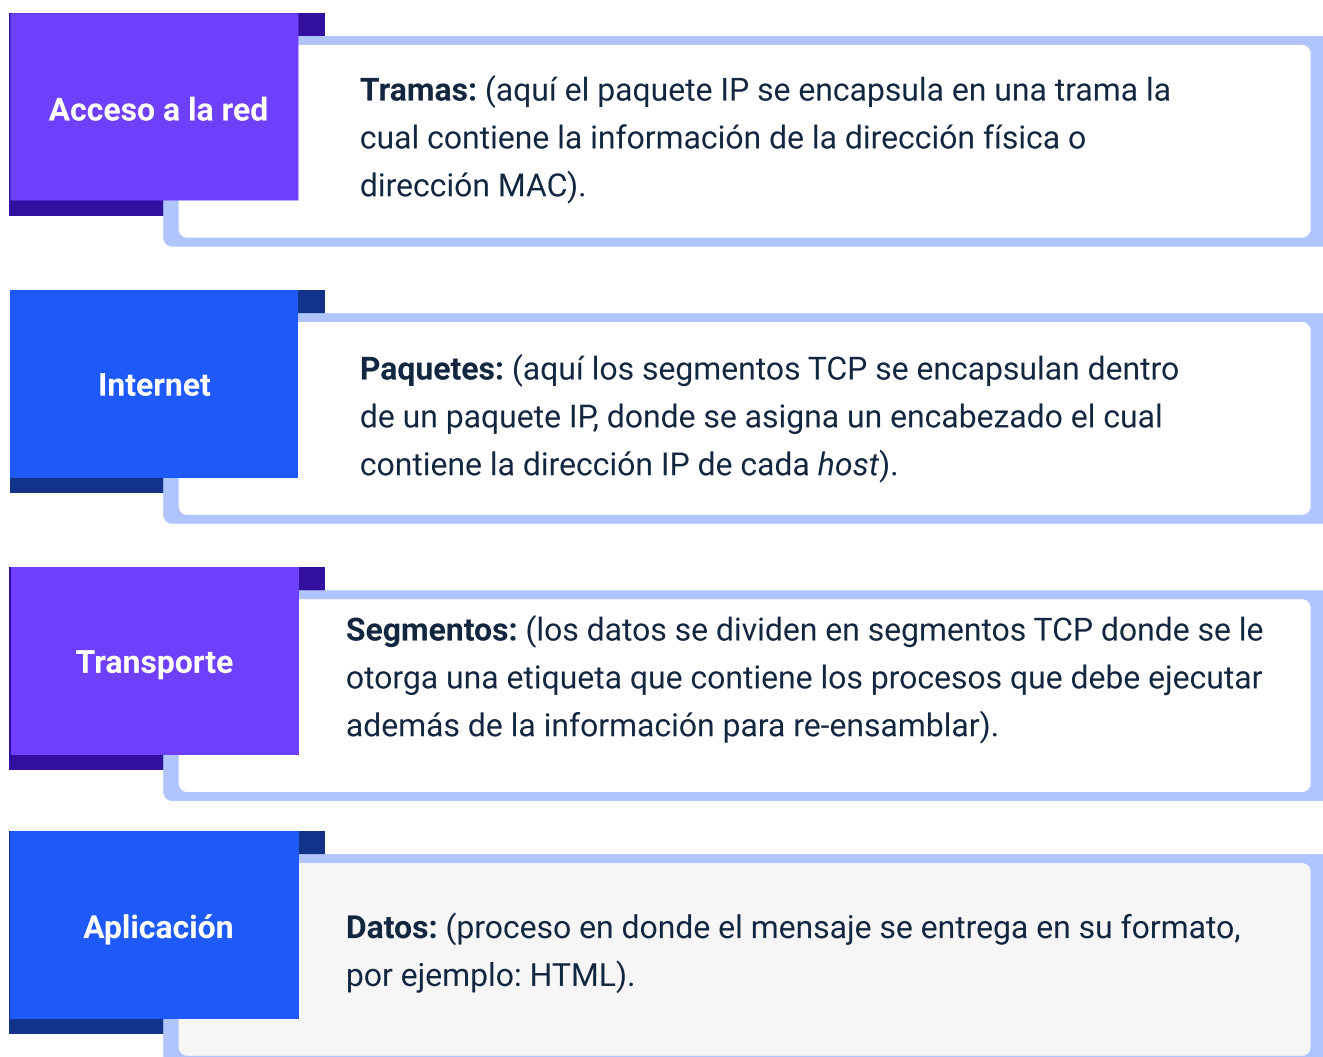 Acceso a la red
Tramas: (aquí el paquete IP se encapsula en una trama la
cual contiene la información de la dirección física o
dirección MAC).
Internet
Paquetes: (aquí los segmentos TCP se encapsulan dentro
de un paquete IP, donde se asigna un encabezado el cual
contiene la dirección IP de cada host).
Transporte
Segmentos: (los datos se dividen en segmentos TCP donde se le
otorga una etiqueta que contiene los procesos que debe ejecutar
además de la información para re-ensamblar).
Aplicación
Datos: (proceso en donde el mensaje se entrega en su formato,
por ejemplo: HTML).